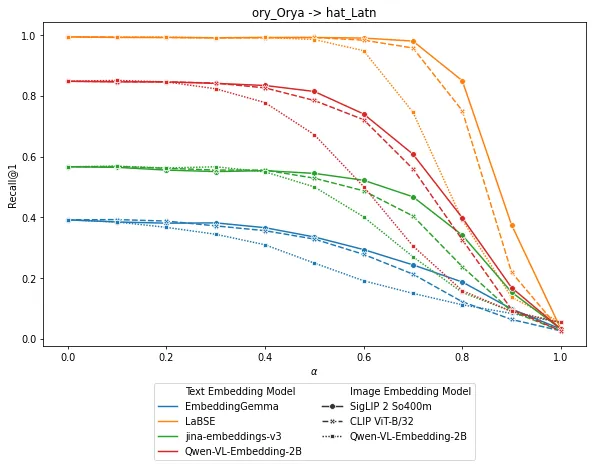 ory_Orya -> hat_Latn
1.0
0.8
0.6
0.4
0.2
0.0
Recall@1
0.0 0.2 0.4 0.6 0.8 1.0
α
Text Embedding Model
EmbeddingGemma
LaBSE
jina-embeddings-v3
Qwen-VL-Embedding-2B
Image Embedding Model
SigLIP 2 So400m
CLIP ViT-B/32
Qwen-VL-Embedding-2B